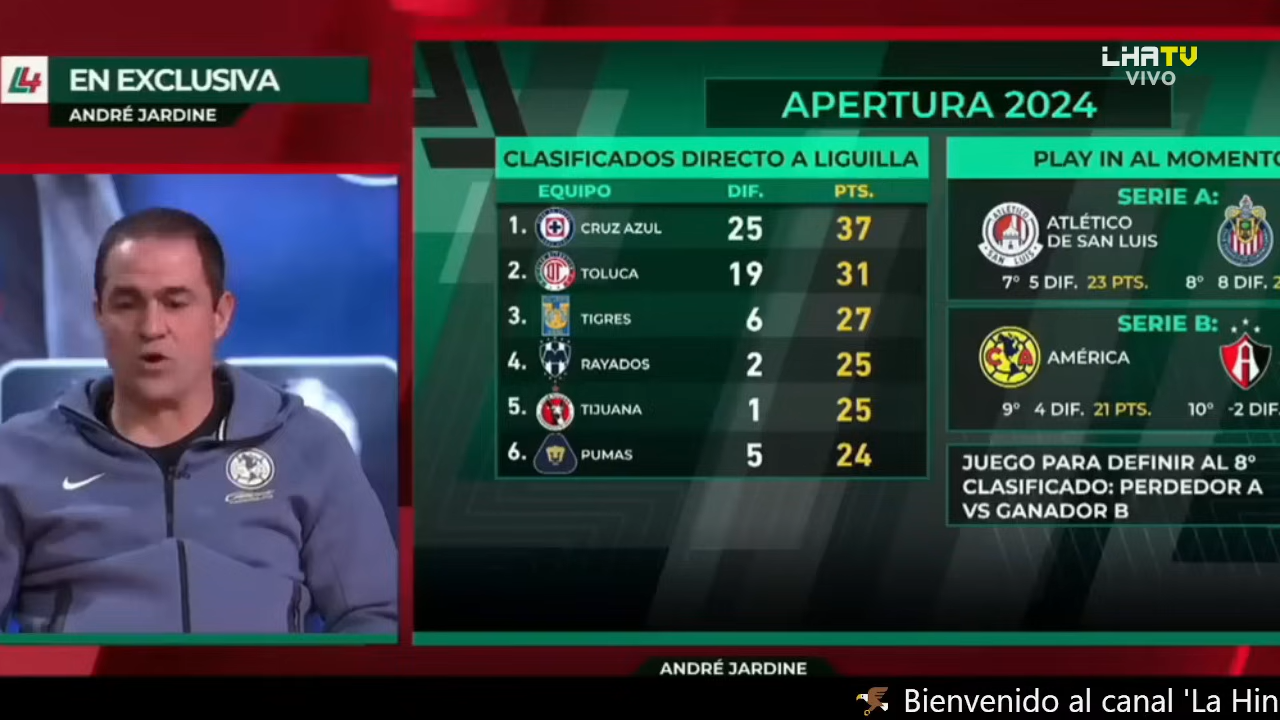 L4
EN EXCLUSIVA
ANDRÉ JARDINE
LHATV
VIVO
APERTURA 2024
CLASIFICADOS DIRECTO A LIGUILLA
EQUIPO DIF. PTS.
1. CRUZ AZUL 25 37
2. TOLUCA 19 31
3. TIGRES 6 27
4. RAYADOS 2 25
5. TIJUANA 1 25
6. PUMAS 5 24
PLAY IN AL MOMENTO
SERIE A:
ATLÉTICO
DE SAN LUIS
7° 5 DIF. 23 PTS. 8° 8 DIF. 2
SERIE B:
AMÉRICA
9° 4 DIF. 21 PTS. 10° -2 DIF.
JUEGO PARA DEFINIR AL 8°
CLASIFICADO: PERDEDOR A
VS GANADOR B
ANDRÉ JARDINE
Bienvenido al canal 'La Hin